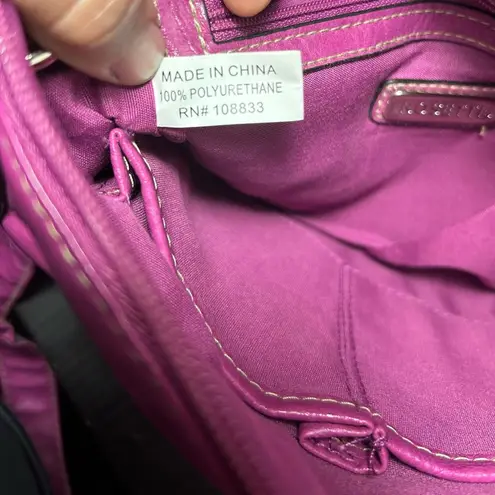 MADE IN CHINA
100% POLYURETHANE
RN# 108833